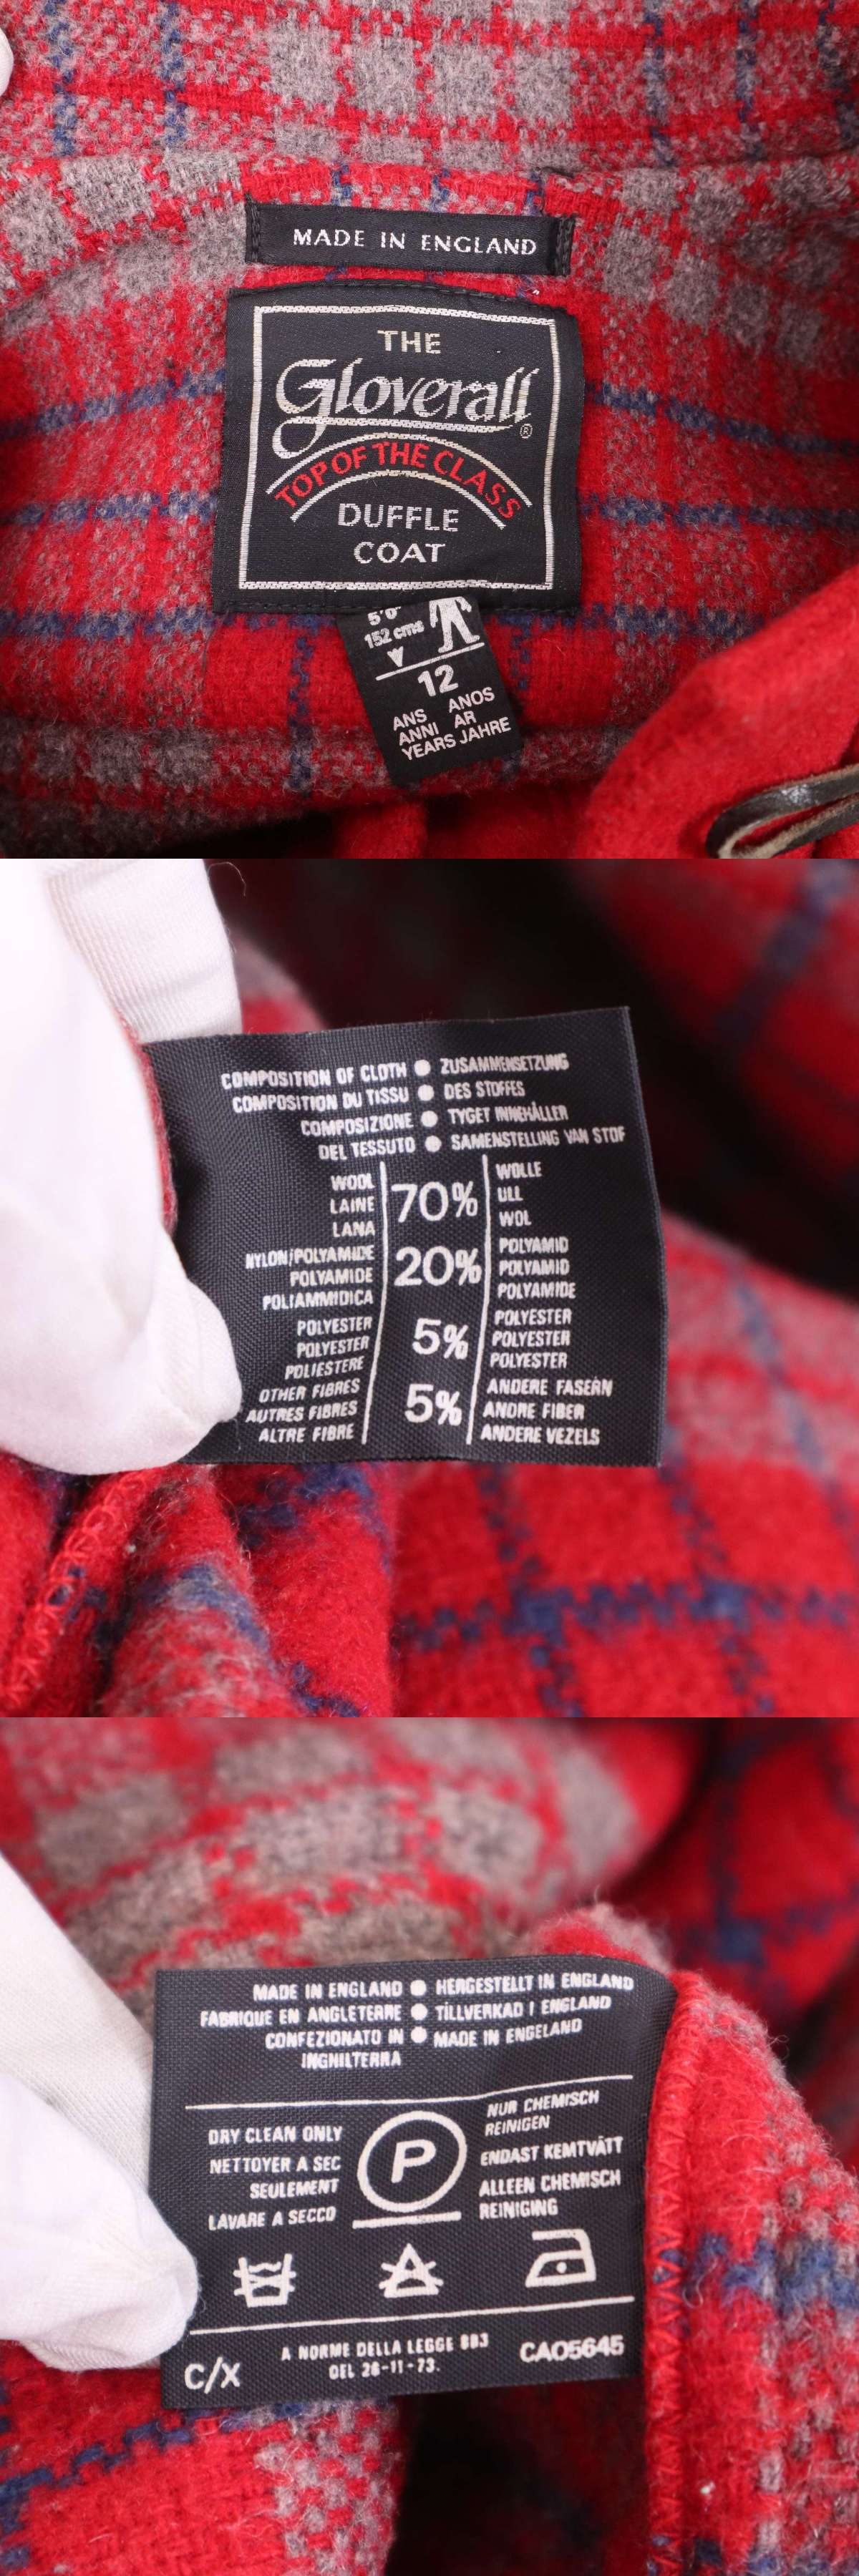 MADE IN ENGLAND
THE
Gloverall®
TOP OF THE CLASS
DUFFLE
COAT
5'0"
152 cms
12
ANS ANOS
ANNI AR
YEARS JAHRE
COMPOSITION OF CLOTH ● ZUSAMMENSETZUNG
COMPOSITION DU TISSU ● DES STOFFES
COMPOSIZIONE ● TYGET INNEHÅLLER
DEL TESSUTO ● SAMENSTELLING VAN STOF
WOOL
LAINE
LANA
70%
WOLLE
ULL
WOL
NYLON/POLYAMIDE
POLYAMIDE
POLIAMMIDICA
20%
POLYAMID
POLYAMID
POLYAMIDE
POLYESTER
POLYESTER
POLIESTERE
5%
POLYESTER
POLYESTER
POLYESTER
OTHER FIBRES
AUTRES FIBRES
ALTRE FIBRE
5%
ANDERE FASERN
ANDRE FIBER
ANDERE VEZELS
MADE IN ENGLAND ● HERGESTELLT IN ENGLAND
FABRIQUE EN ANGLETERRE ● TILLVERKAD I ENGLAND
CONFEZIONATO IN ● MADE IN ENGELAND
INGHILTERRA
DRY CLEAN ONLY
NETTOYER A SEC
SEULEMENT
LAVARE A SECCO
P
NUR CHEMISCH
REINIGEN
ENDAST KEMTVÄTT
ALLEEN CHEMISCH
REINIGING
C/X
A NORME DELLA LEGGE 883
DEL 26-11-73.
CAO5645